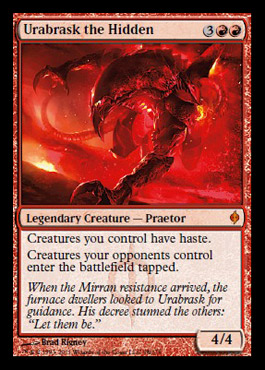 Urabrask the Hidden 3
Legendary Creature — Praetor
Creatures you control have haste.
Creatures your opponents control
enter the battlefield tapped.
When the Mirran resistance arrived, the
furnace dwellers looked to Urabrask for
guidance. His decree stunned the others:
"Let them be."
Brad Rigney
4/4